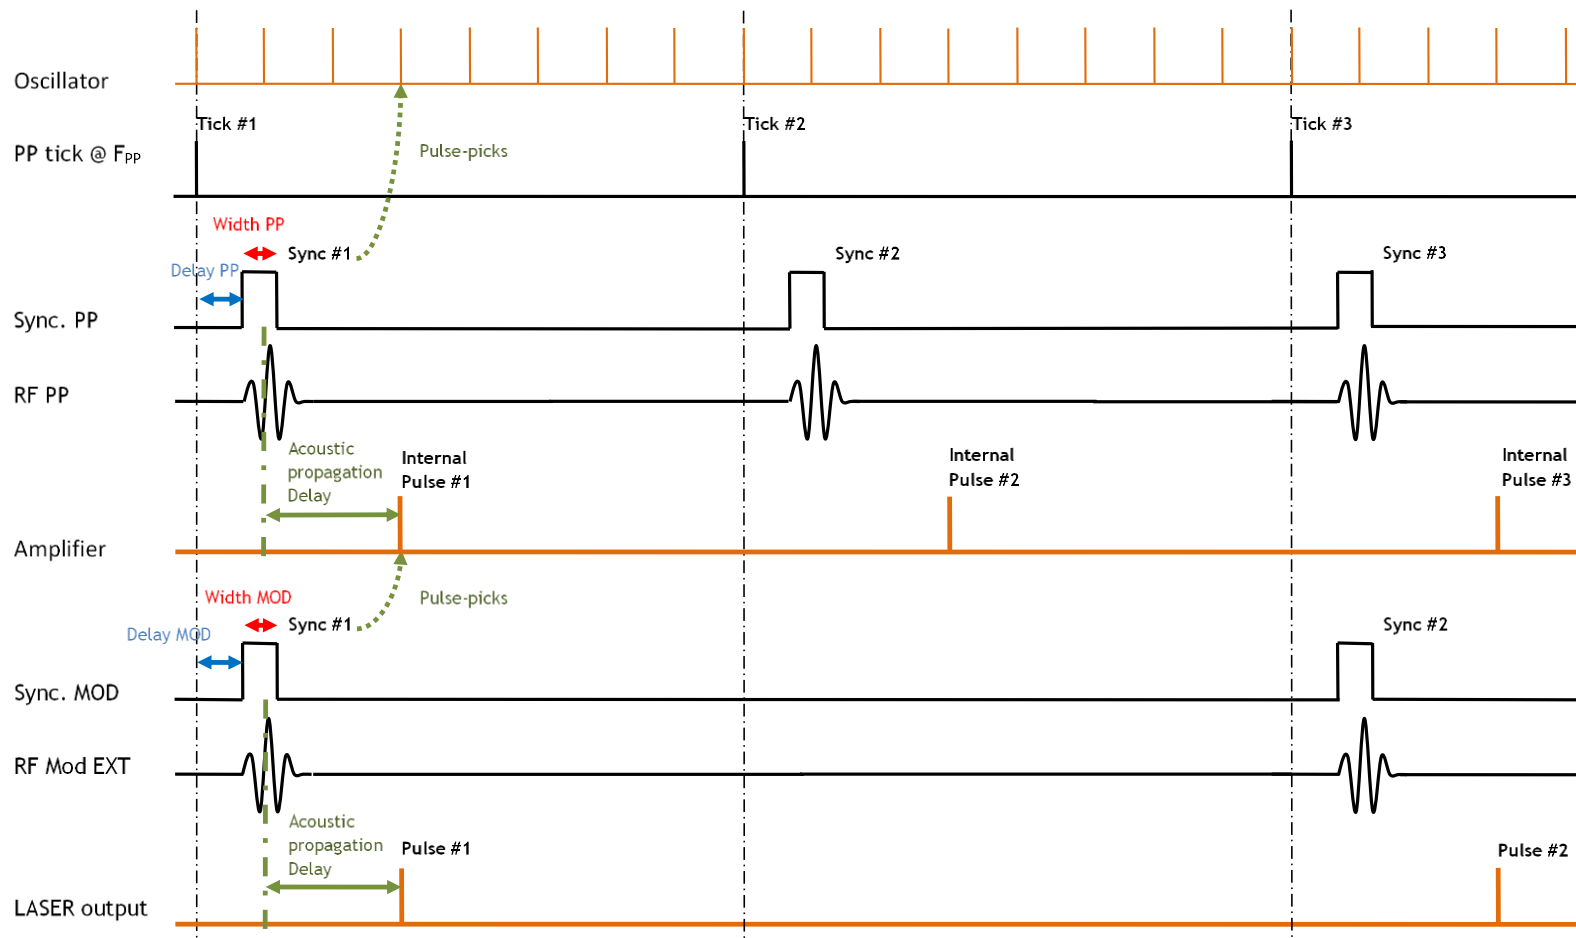 Oscillator
Tick #1
Tick #2
Tick #3
PP tick @ FPP
Pulse-picks
Width PP
Sync #1
Sync #2
Sync #3
Delay PP
Sync. PP
RF PP
Acoustic
propagation
Delay
Internal
Pulse #1
Internal
Pulse #2
Internal
Pulse #3
Amplifier
Width MOD
Pulse-picks
Sync #1
Sync #2
Delay MOD
Sync. MOD
RF Mod EXT
Acoustic
propagation
Delay
Pulse #1
Pulse #2
LASER output